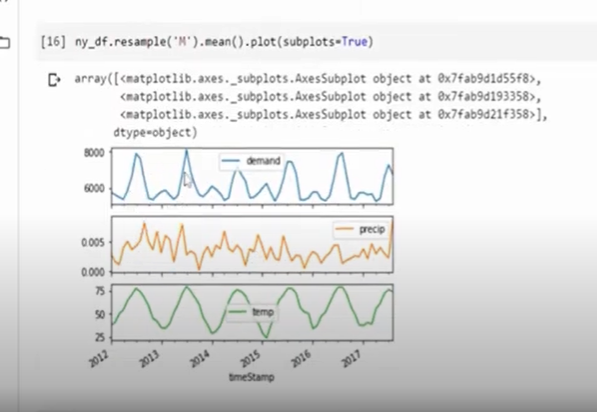 [16] ny_df.resample('M').mean().plot(subplots=True)
array([<matplotlib.axes._subplots.AxesSubplot object at 0x7fab9d1d55f8>,
<matplotlib.axes._subplots.AxesSubplot object at 0x7fab9d193358>,
<matplotlib.axes._subplots.AxesSubplot object at 0x7fab9d21f358>],
dtype=object)
8000
demand
6000
precip
0.005
0.000
75
temp
50
25
2012 2013 2014 2015 2016 2017
timeStamp